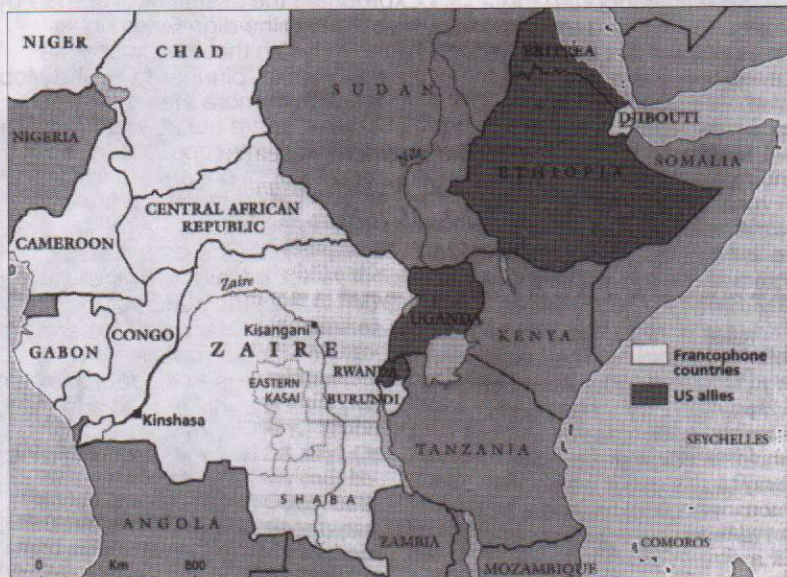 NIGER
CHAD
SUDAN
ERITREA
DJIBOUTI
NIGERIA
ETHIOPIA
SOMALIA
CENTRAL AFRICAN
REPUBLIC
CAMEROON
Zaire
UGANDA
KENYA
CONGO
Kisangani
GABON
ZAIRE
Francophone
countries
RWANDA
EASTERN
KASAI
BURUNDI
US allies
Kinshasa
SEYCHELLES
TANZANIA
SHABA
ANGOLA
ZAMBIA
COMOROS
0 Km 800
MOZAMBIQUE